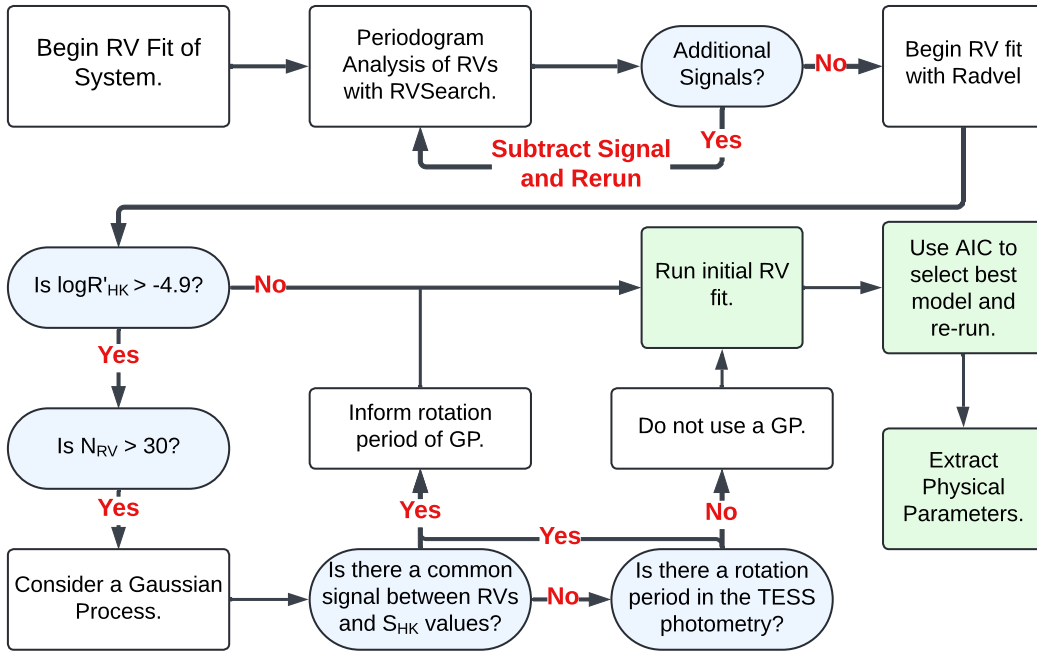 Begin RV Fit of
System.
Periodogram
Analysis of RVs
with RVSearch.
Additional
Signals?
No
Begin RV fit
with Radvel
Yes
Subtract Signal
and Rerun
Is logR'HK > -4.9?
No
Run initial RV
fit.
Use AIC to
select best
model and
re-run.
Yes
Is NRV > 30?
Inform rotation
period of GP.
Do not use a GP.
Extract
Physical
Parameters.
Yes
Yes
No
Yes
Consider a Gaussian
Process.
Is there a common
signal between RVs
and SHK values?
No
Is there a rotation
period in the TESS
photometry?